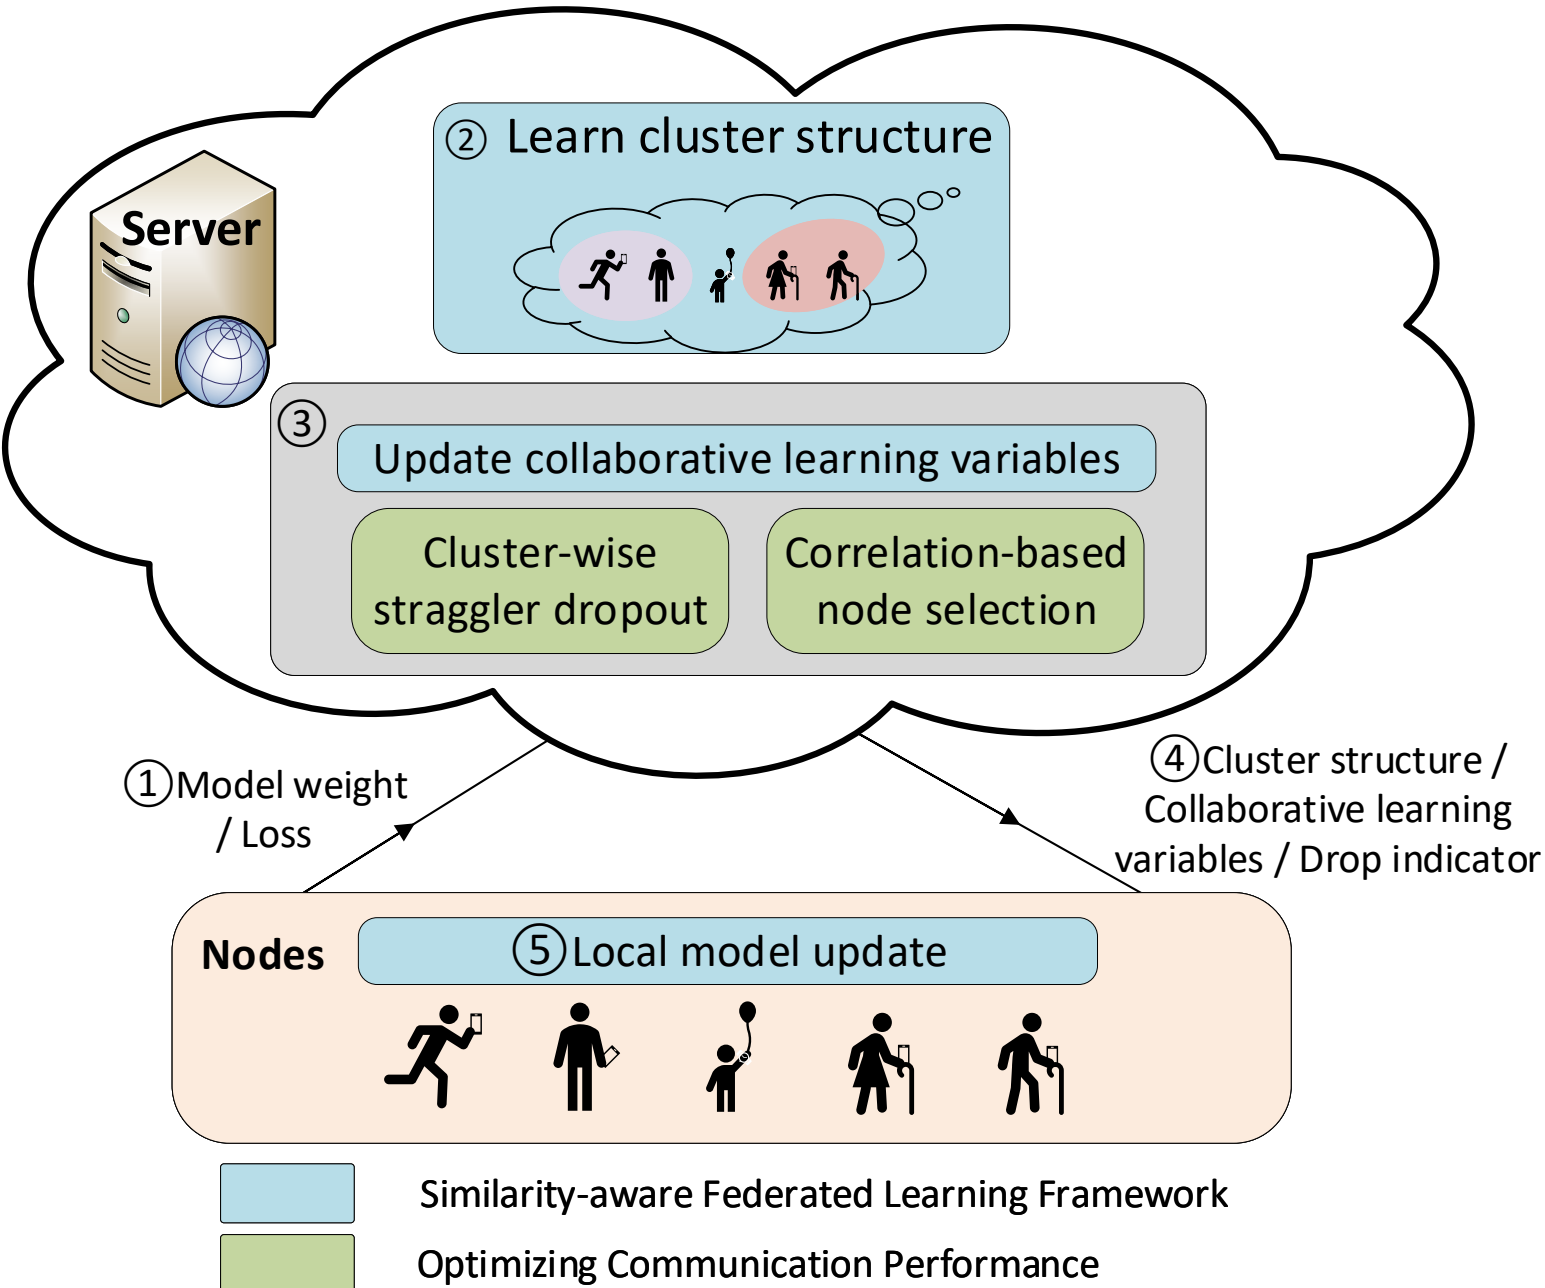 ② Learn cluster structure
Server
③
Update collaborative learning variables
Cluster-wise
straggler dropout
Correlation-based
node selection
①Model weight
/ Loss
④Cluster structure /
Collaborative learning
variables / Drop indicator
Nodes
⑤Local model update
Similarity-aware Federated Learning Framework
Optimizing Communication Performance